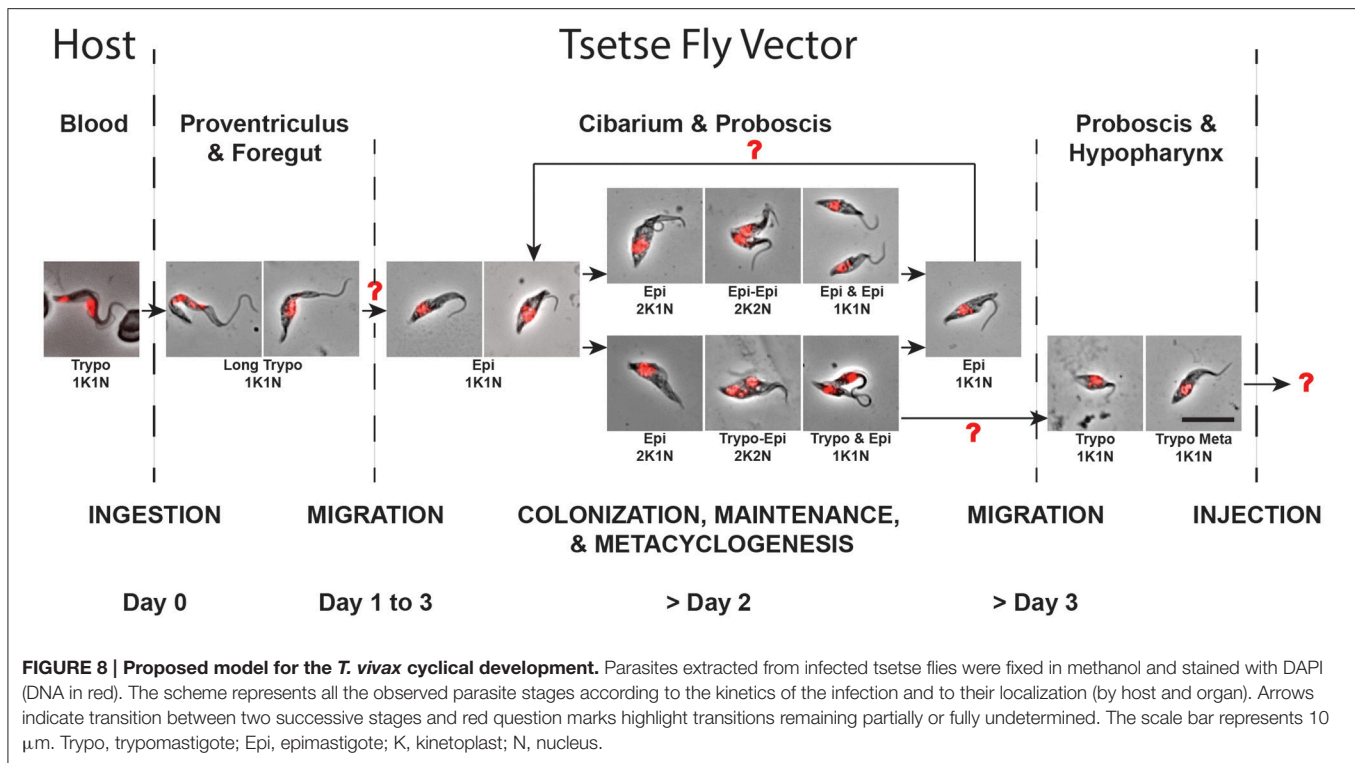 Host
Tsetse Fly Vector
Blood
Proventriculus
& Foregut
Cibarium & Proboscis
Proboscis &
Hypopharynx
?
Epi
2K1N
Epi-Epi
2K2N
Epi & Epi
1K1N
?
Trypo
1K1N
Long Trypo
1K1N
Epi
1K1N
Epi
1K1N
Epi
2K1N
Trypo-Epi
2K2N
Trypo & Epi
1K1N
?
Trypo
1K1N
Trypo Meta
1K1N
?
INGESTION
MIGRATION
COLONIZATION, MAINTENANCE,
& METACYCLOGENESIS
MIGRATION
INJECTION
Day 0
Day 1 to 3
> Day 2
> Day 3
FIGURE 8 | Proposed model for the T. vivax cyclical development. Parasites extracted from infected tsetse flies were fixed in methanol and stained with DAPI
(DNA in red). The scheme represents all the observed parasite stages according to the kinetics of the infection and to their localization (by host and organ). Arrows
indicate transition between two successive stages and red question marks highlight transitions remaining partially or fully undetermined. The scale bar represents 10
μm. Trypo, trypomastigote; Epi, epimastigote; K, kinetoplast; N, nucleus.